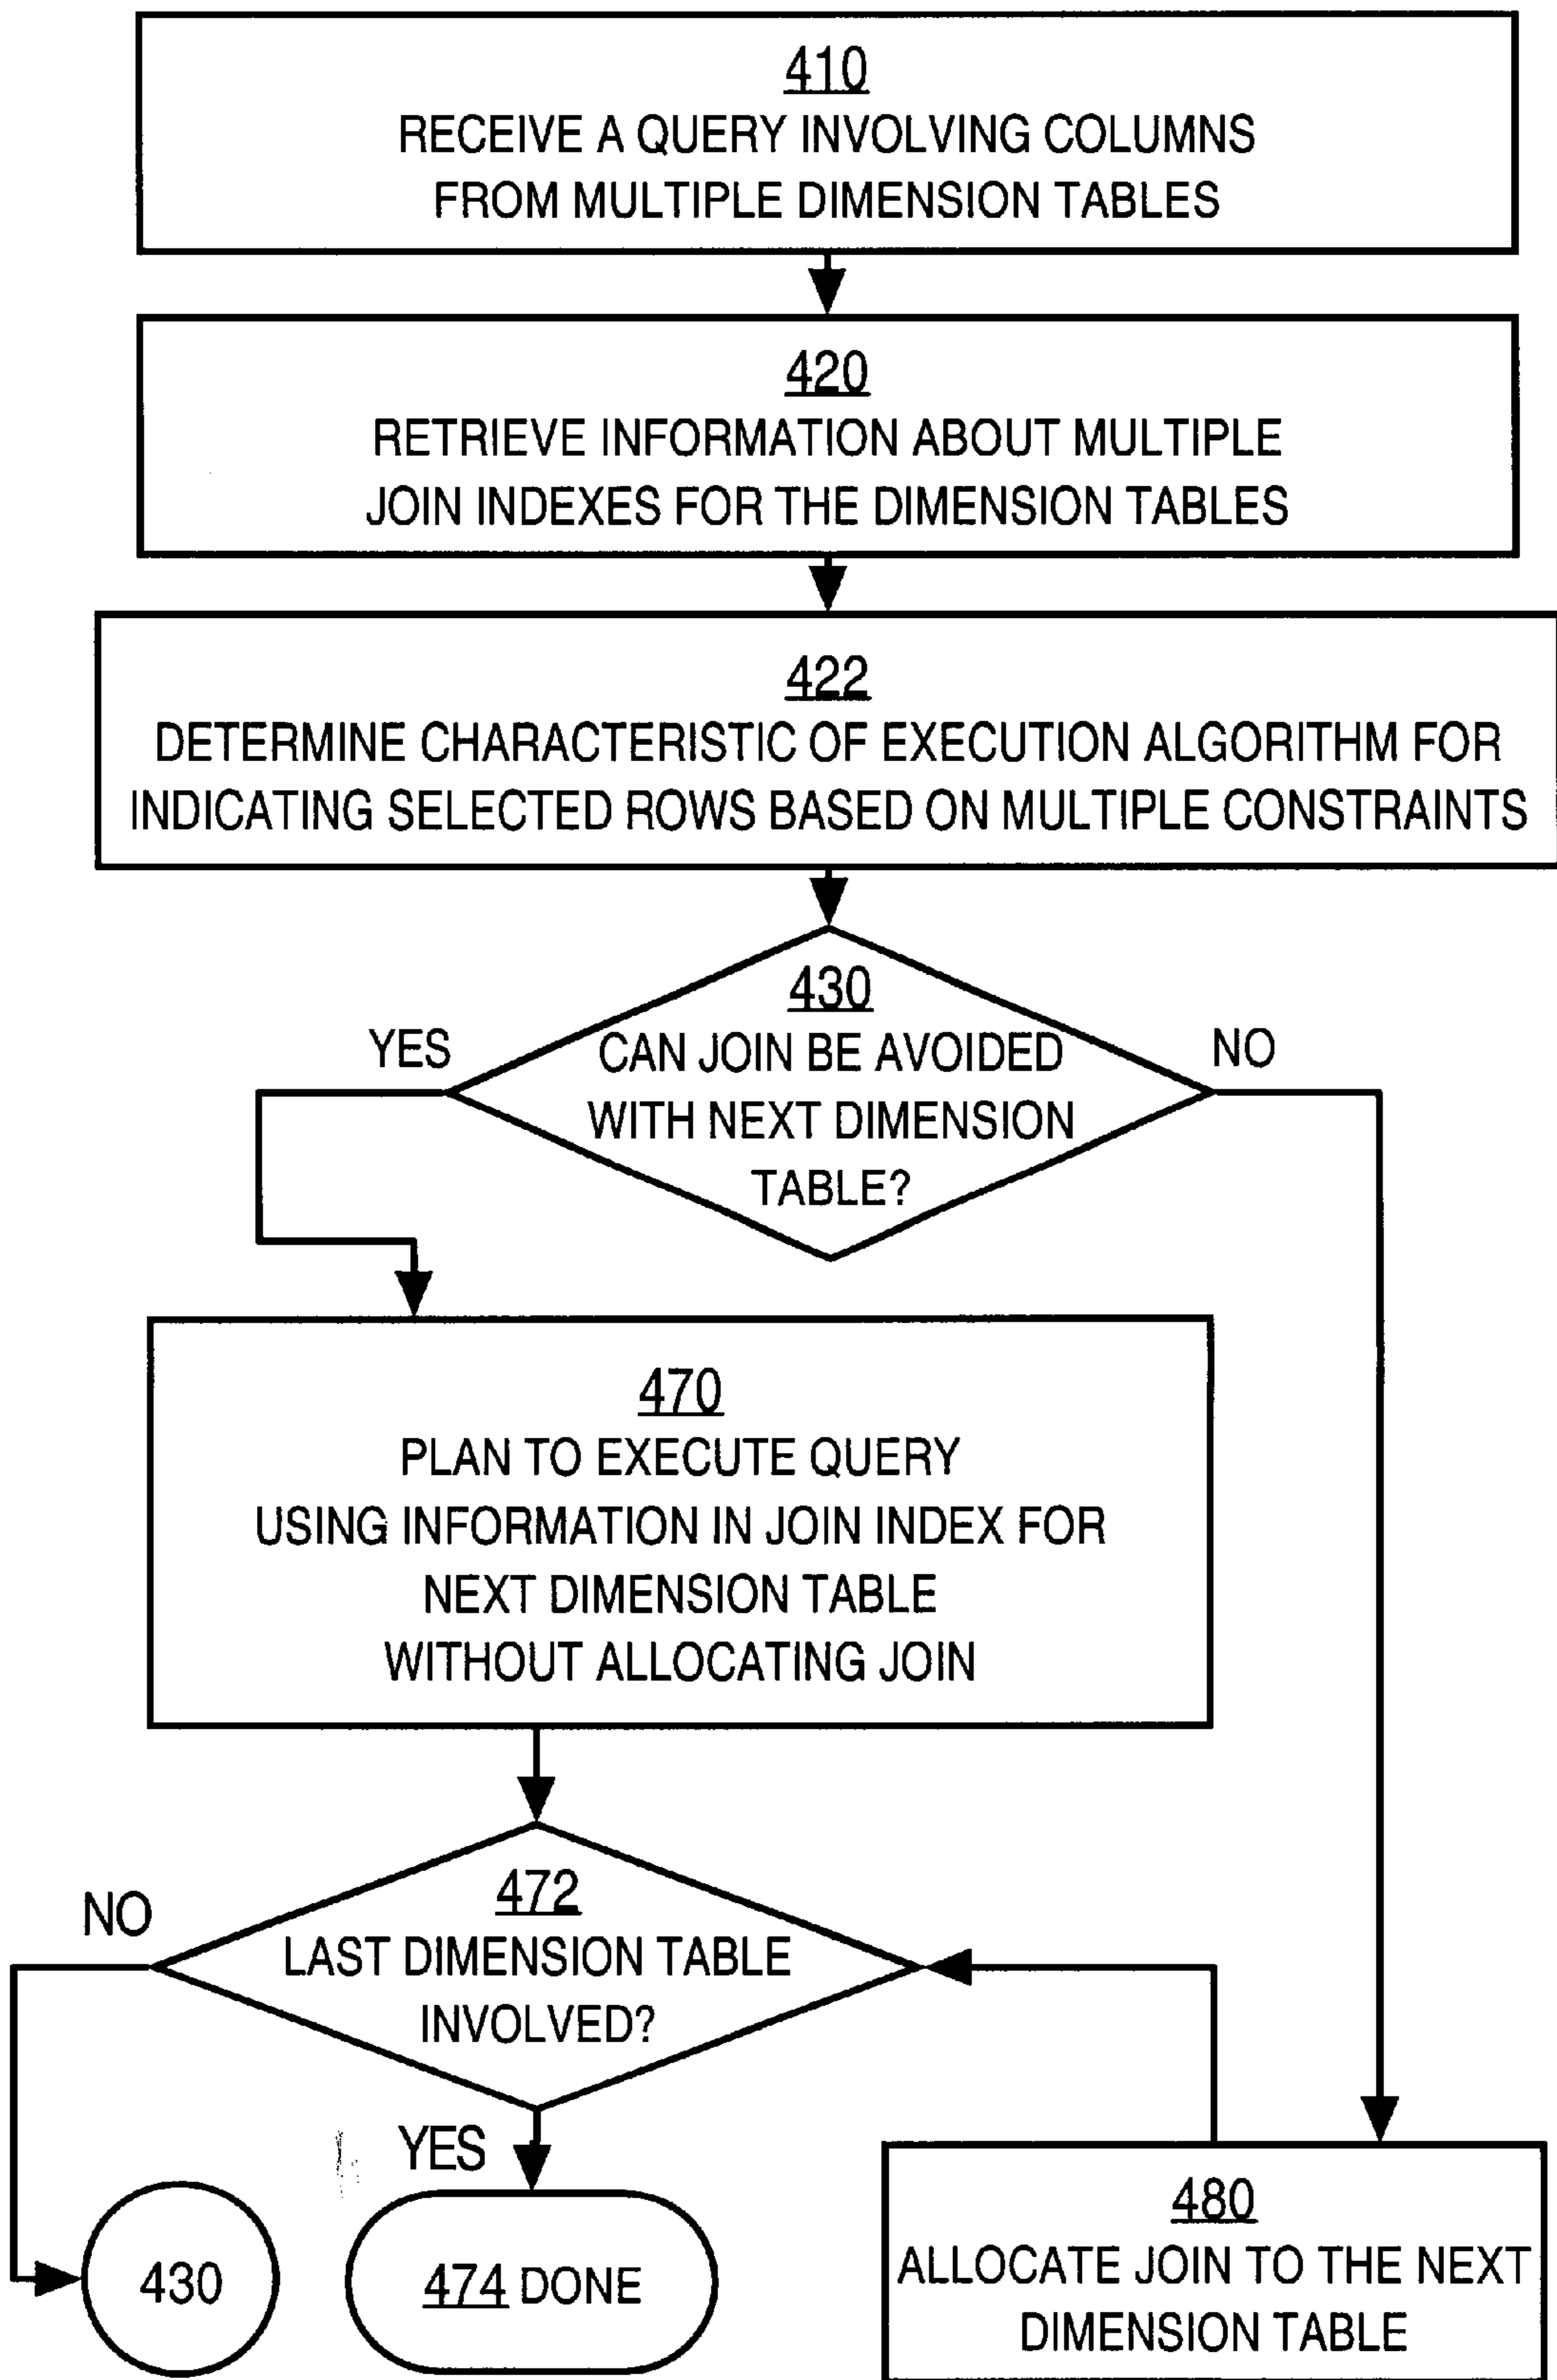 410
RECEIVE A QUERY INVOLVING COLUMNS
FROM MULTIPLE DIMENSION TABLES
420
RETRIEVE INFORMATION ABOUT MULTIPLE
JOIN INDEXES FOR THE DIMENSION TABLES
422
DETERMINE CHARACTERISTIC OF EXECUTION ALGORITHM FOR
INDICATING SELECTED ROWS BASED ON MULTIPLE CONSTRAINTS
430
YES
CAN JOIN BE AVOIDED
NO
WITH NEXT DIMENSION
TABLE?
470
PLAN TO EXECUTE QUERY
USING INFORMATION IN JOIN INDEX FOR
NEXT DIMENSION TABLE
WITHOUT ALLOCATING JOIN
472
NO
LAST DIMENSION TABLE
INVOLVED?
YES
430
474 DONE
480
ALLOCATE JOIN TO THE NEXT
DIMENSION TABLE